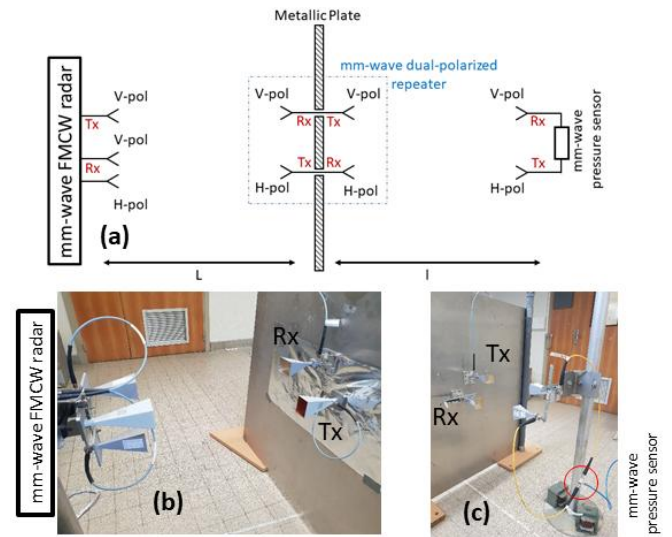 Metallic Plate
mm-wave dual-polarized
repeater
mm-wave FMCW radar
V-pol
Tx
V-pol
Rx
H-pol
V-pol
V-pol
Rx
Tx
Tx
Rx
H-pol
H-pol
V-pol
Rx
Tx
H-pol
mm-wave
pressure sensor
(a)
L
l
mm-wave FMCW radar
Rx
Tx
(b)
Tx
Rx
(c)
mm-wave
pressure sensor